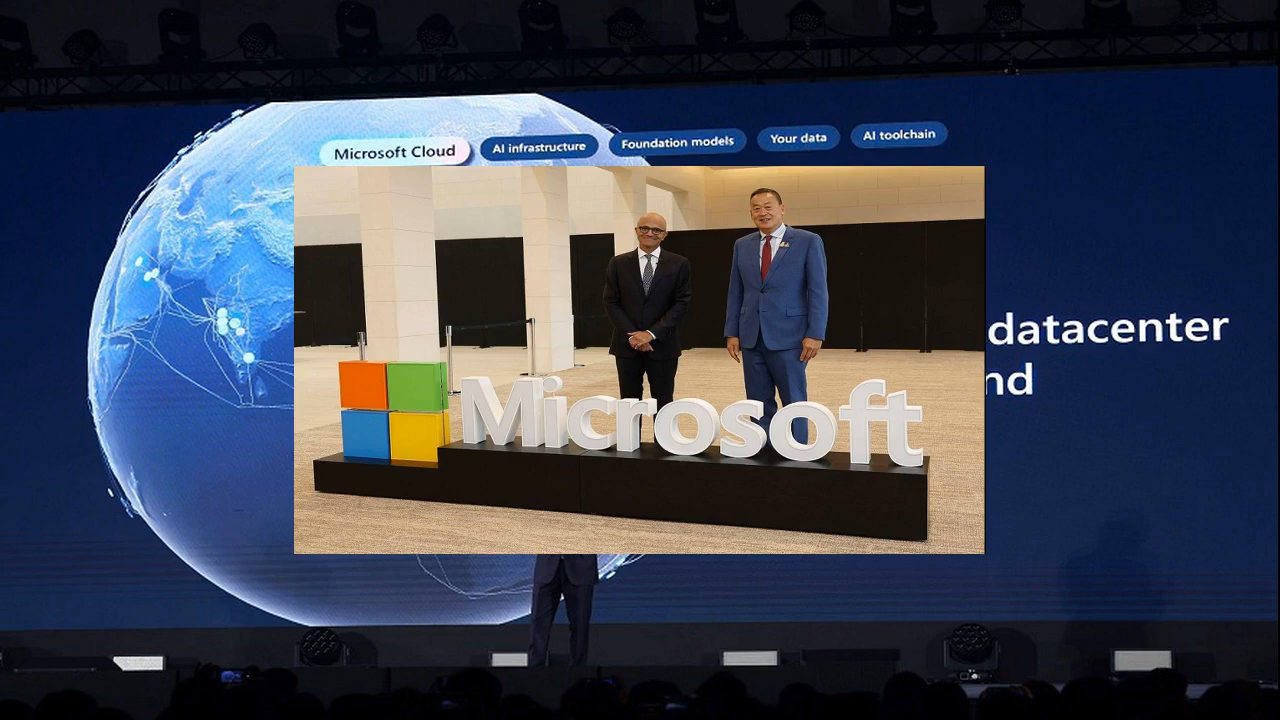 Microsoft Cloud
AI infrastructure
Foundation models
Your data
AI toolchain
datacenter
nd
Microsoft